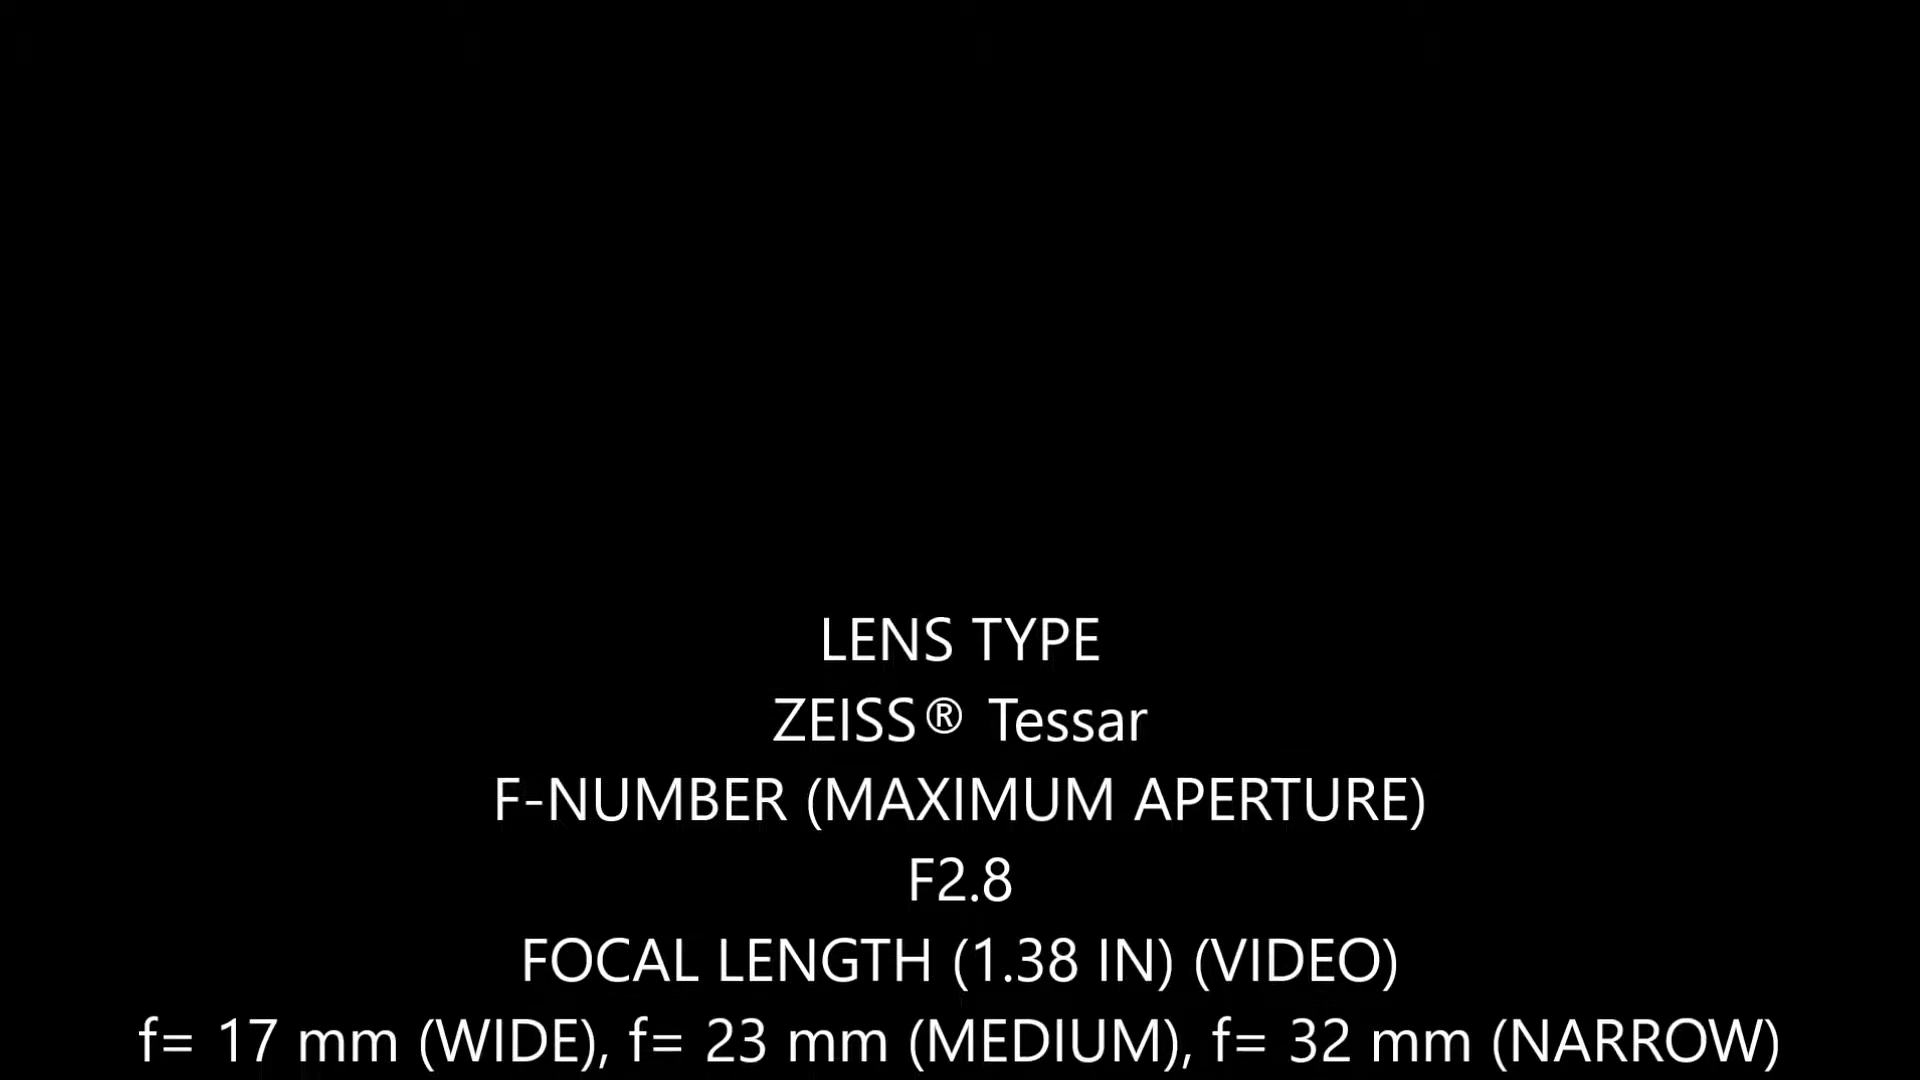 LENS TYPE
ZEISS® Tessar
F-NUMBER (MAXIMUM APERTURE)
F2.8
FOCAL LENGTH (1.38 IN) (VIDEO)
f= 17 mm (WIDE), f= 23 mm (MEDIUM), f= 32 mm (NARROW)